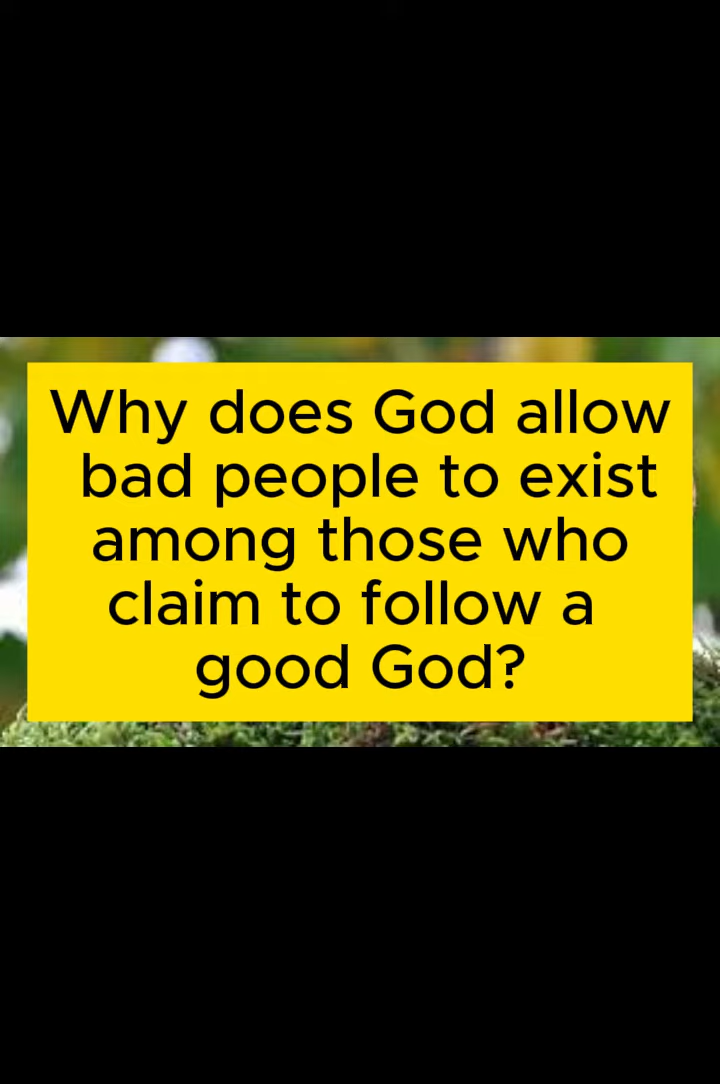 Why does God allow
bad people to exist
among those who
claim to follow a
good God?